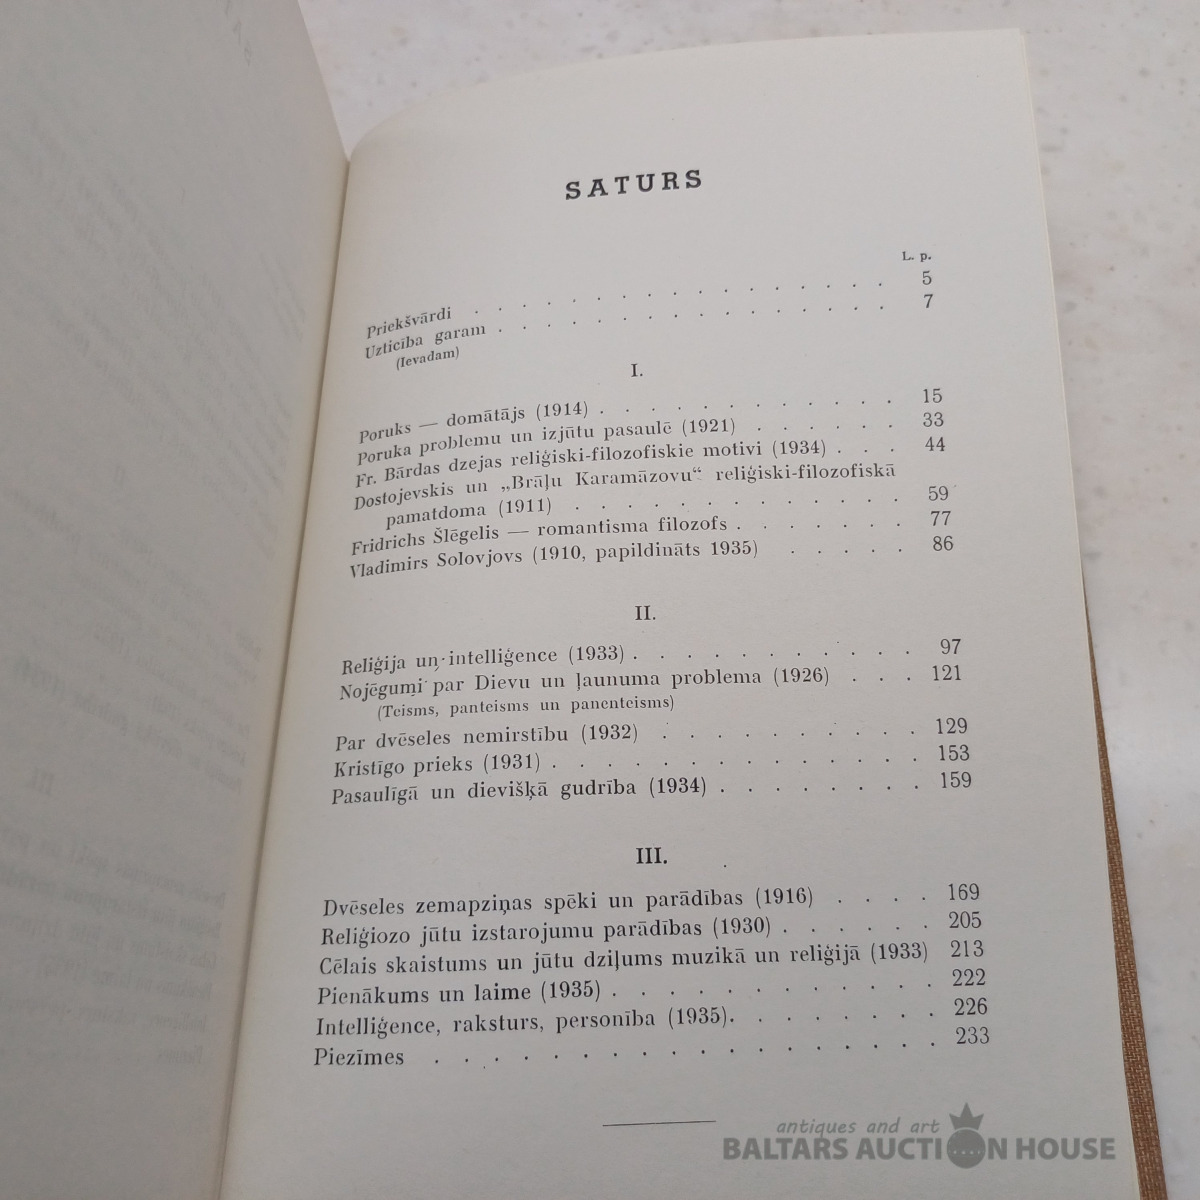 SATURS
L. p.
Priekšvārdi . . . . . . . . . . . . . . . . . 5
Uzticība garam . . . . . . . . . . . . . . . . 7
(Ievadam)
I.
Poruks — domātājs (1914) . . . . . . . . . . . . 15
Poruka problemu un izjūtu pasaulē (1921) . . . . . . 33
Fr. Bārdas dzejas reliģiski-filozofiskie motivi (1934) . . . 44
Dostojevskis un „Brāļu Karamāzovu“ reliģiski-filozofiskā
pamatdoma (1911) . . . . . . . . . . . . . 59
Fridrichs Šlēgelis — romantisma filozofs . . . . . . . 77
Vladimirs Solovjovs (1910, papildināts 1935) . . . . . 86
II.
Reliģija un intelliģence (1933) . . . . . . . . . . . 97
Nojēgumi par Dievu un ļaunuma problema (1926) . . . 121
(Teisms, panteisms un panenteisms)
Par dvēseles nemirstību (1932) . . . . . . . . . . 129
Kristīgo prieks (1931) . . . . . . . . . . . . . . 153
Pasaulīgā un dievišķā gudrība (1934) . . . . . . . . 159
III.
Dvēseles zemapziņas spēki un parādības (1916) . . . . 169
Reliģiozo jūtu izstarojumu parādības (1930) . . . . . . 205
Cēlais skaistums un jūtu dziļums muzikā un reliģijā (1933) 213
Pienākums un laime (1935) . . . . . . . . . . . . 222
Intelliģence, raksturs, personība (1935) . . . . . . . . 226
Piezīmes . . . . . . . . . . . . . . . . . . 233
antiques and art
BALTARS AUCTION HOUSE